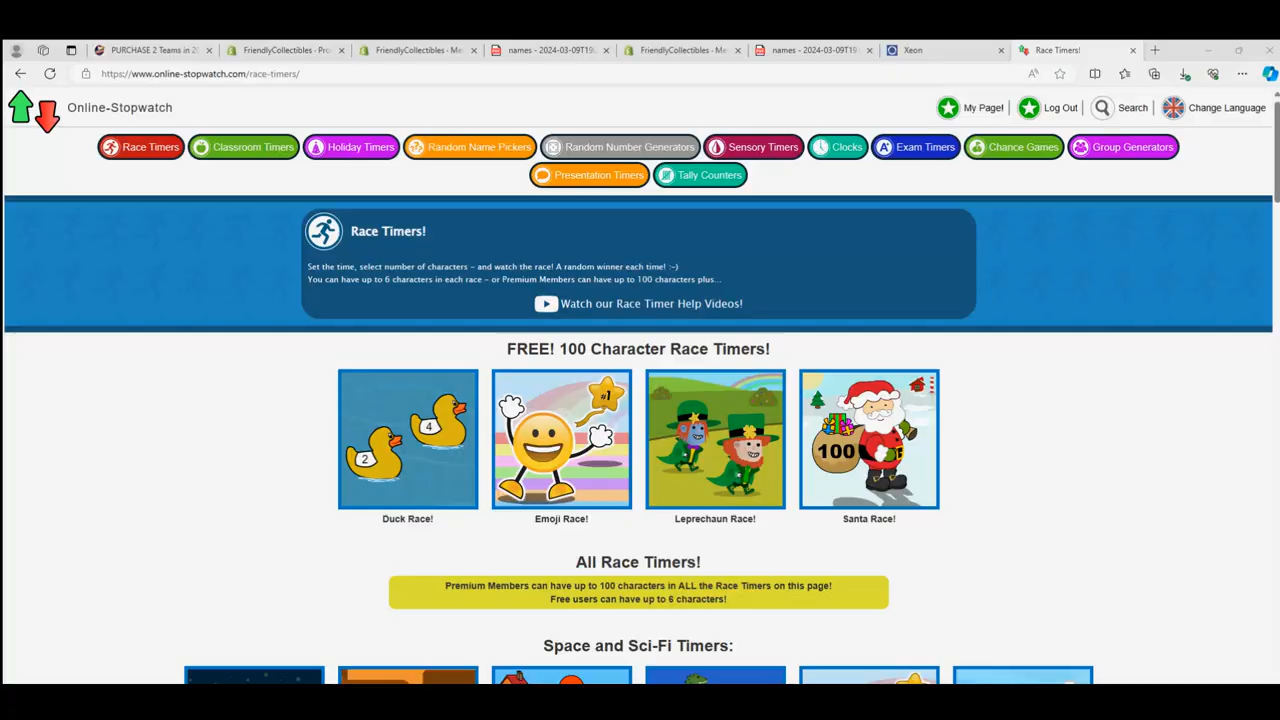 PURCHASE 2 Teams in 20
FriendlyCollectibles - Pro
FriendlyCollectibles - Me
names - 2024-03-09T19
FriendlyCollectibles - Me
names - 2024-03-09T19
Xeon
Race Timers!
https://www.online-stopwatch.com/race-timers/
Online-Stopwatch
My Page!
Log Out
Search
Change Language
Race Timers
Classroom Timers
Holiday Timers
Random Name Pickers
Random Number Generators
Sensory Timers
Clocks
Exam Timers
Chance Games
Group Generators
Presentation Timers
Tally Counters
Race Timers!
Set the time, select number of characters - and watch the race! A random winner each time! :-)
You can have up to 6 characters in each race - or Premium Members can have up to 100 characters plus...
Watch our Race Timer Help Videos!
FREE! 100 Character Race Timers!
2
4
#1
100
Duck Race!
Emoji Race!
Leprechaun Race!
Santa Race!
All Race Timers!
Premium Members can have up to 100 characters in ALL the Race Timers on this page!
Free users can have up to 6 characters!
Space and Sci-Fi Timers: